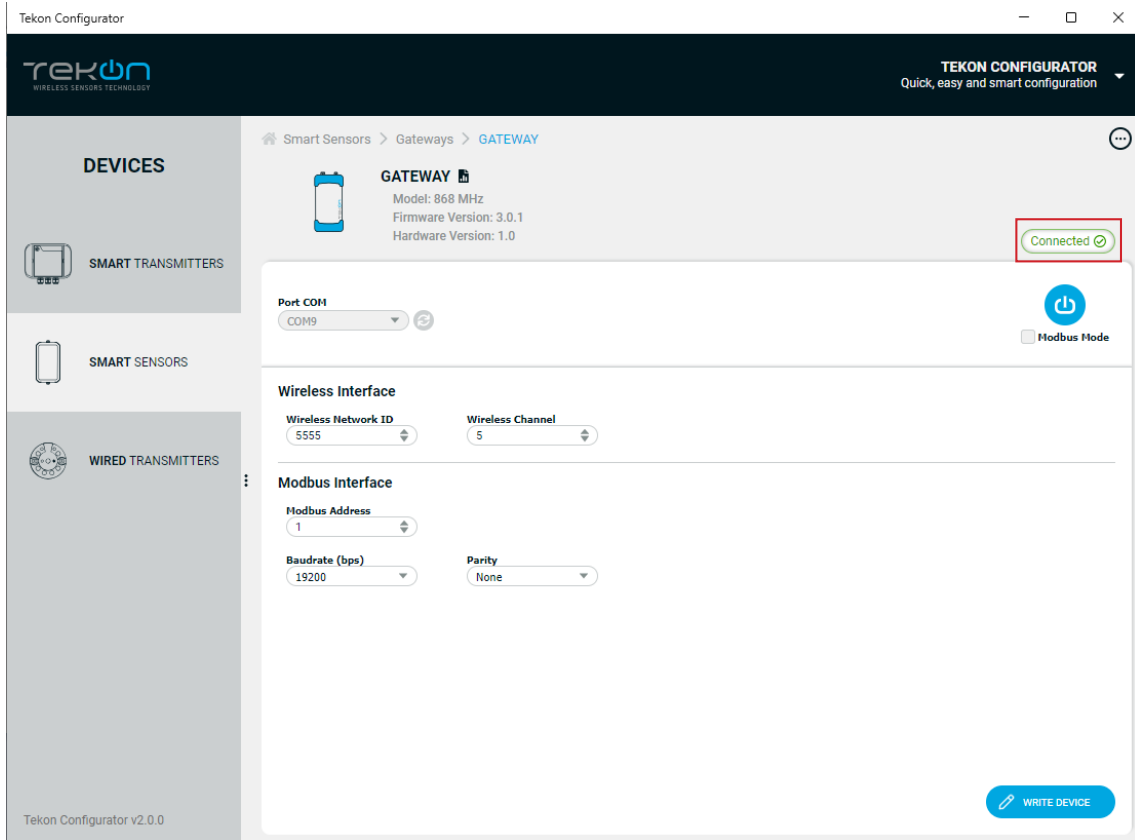 Tekon Configurator
TEKON
WIRELESS SENSORS TECHNOLOGY
TEKON CONFIGURATOR
Quick, easy and smart configuration
DEVICES
SMART TRANSMITTERS
SMART SENSORS
WIRED TRANSMITTERS
Tekon Configurator v2.0.0
Smart Sensors > Gateways > GATEWAY
GATEWAY
Model: 868 MHz
Firmware Version: 3.0.1
Hardware Version: 1.0
Connected
Port COM
COM9
Modbus Mode
Wireless Interface
Wireless Network ID
5555
Wireless Channel
5
Modbus Interface
Modbus Address
1
Baudrate (bps)
19200
Parity
None
WRITE DEVICE